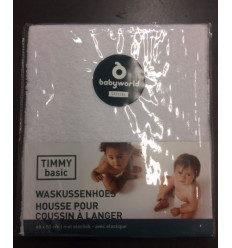 babyworld
TIMMY
basic
WASKUSSENHOES
HOUSSE POUR
COUSSIN À LANGER